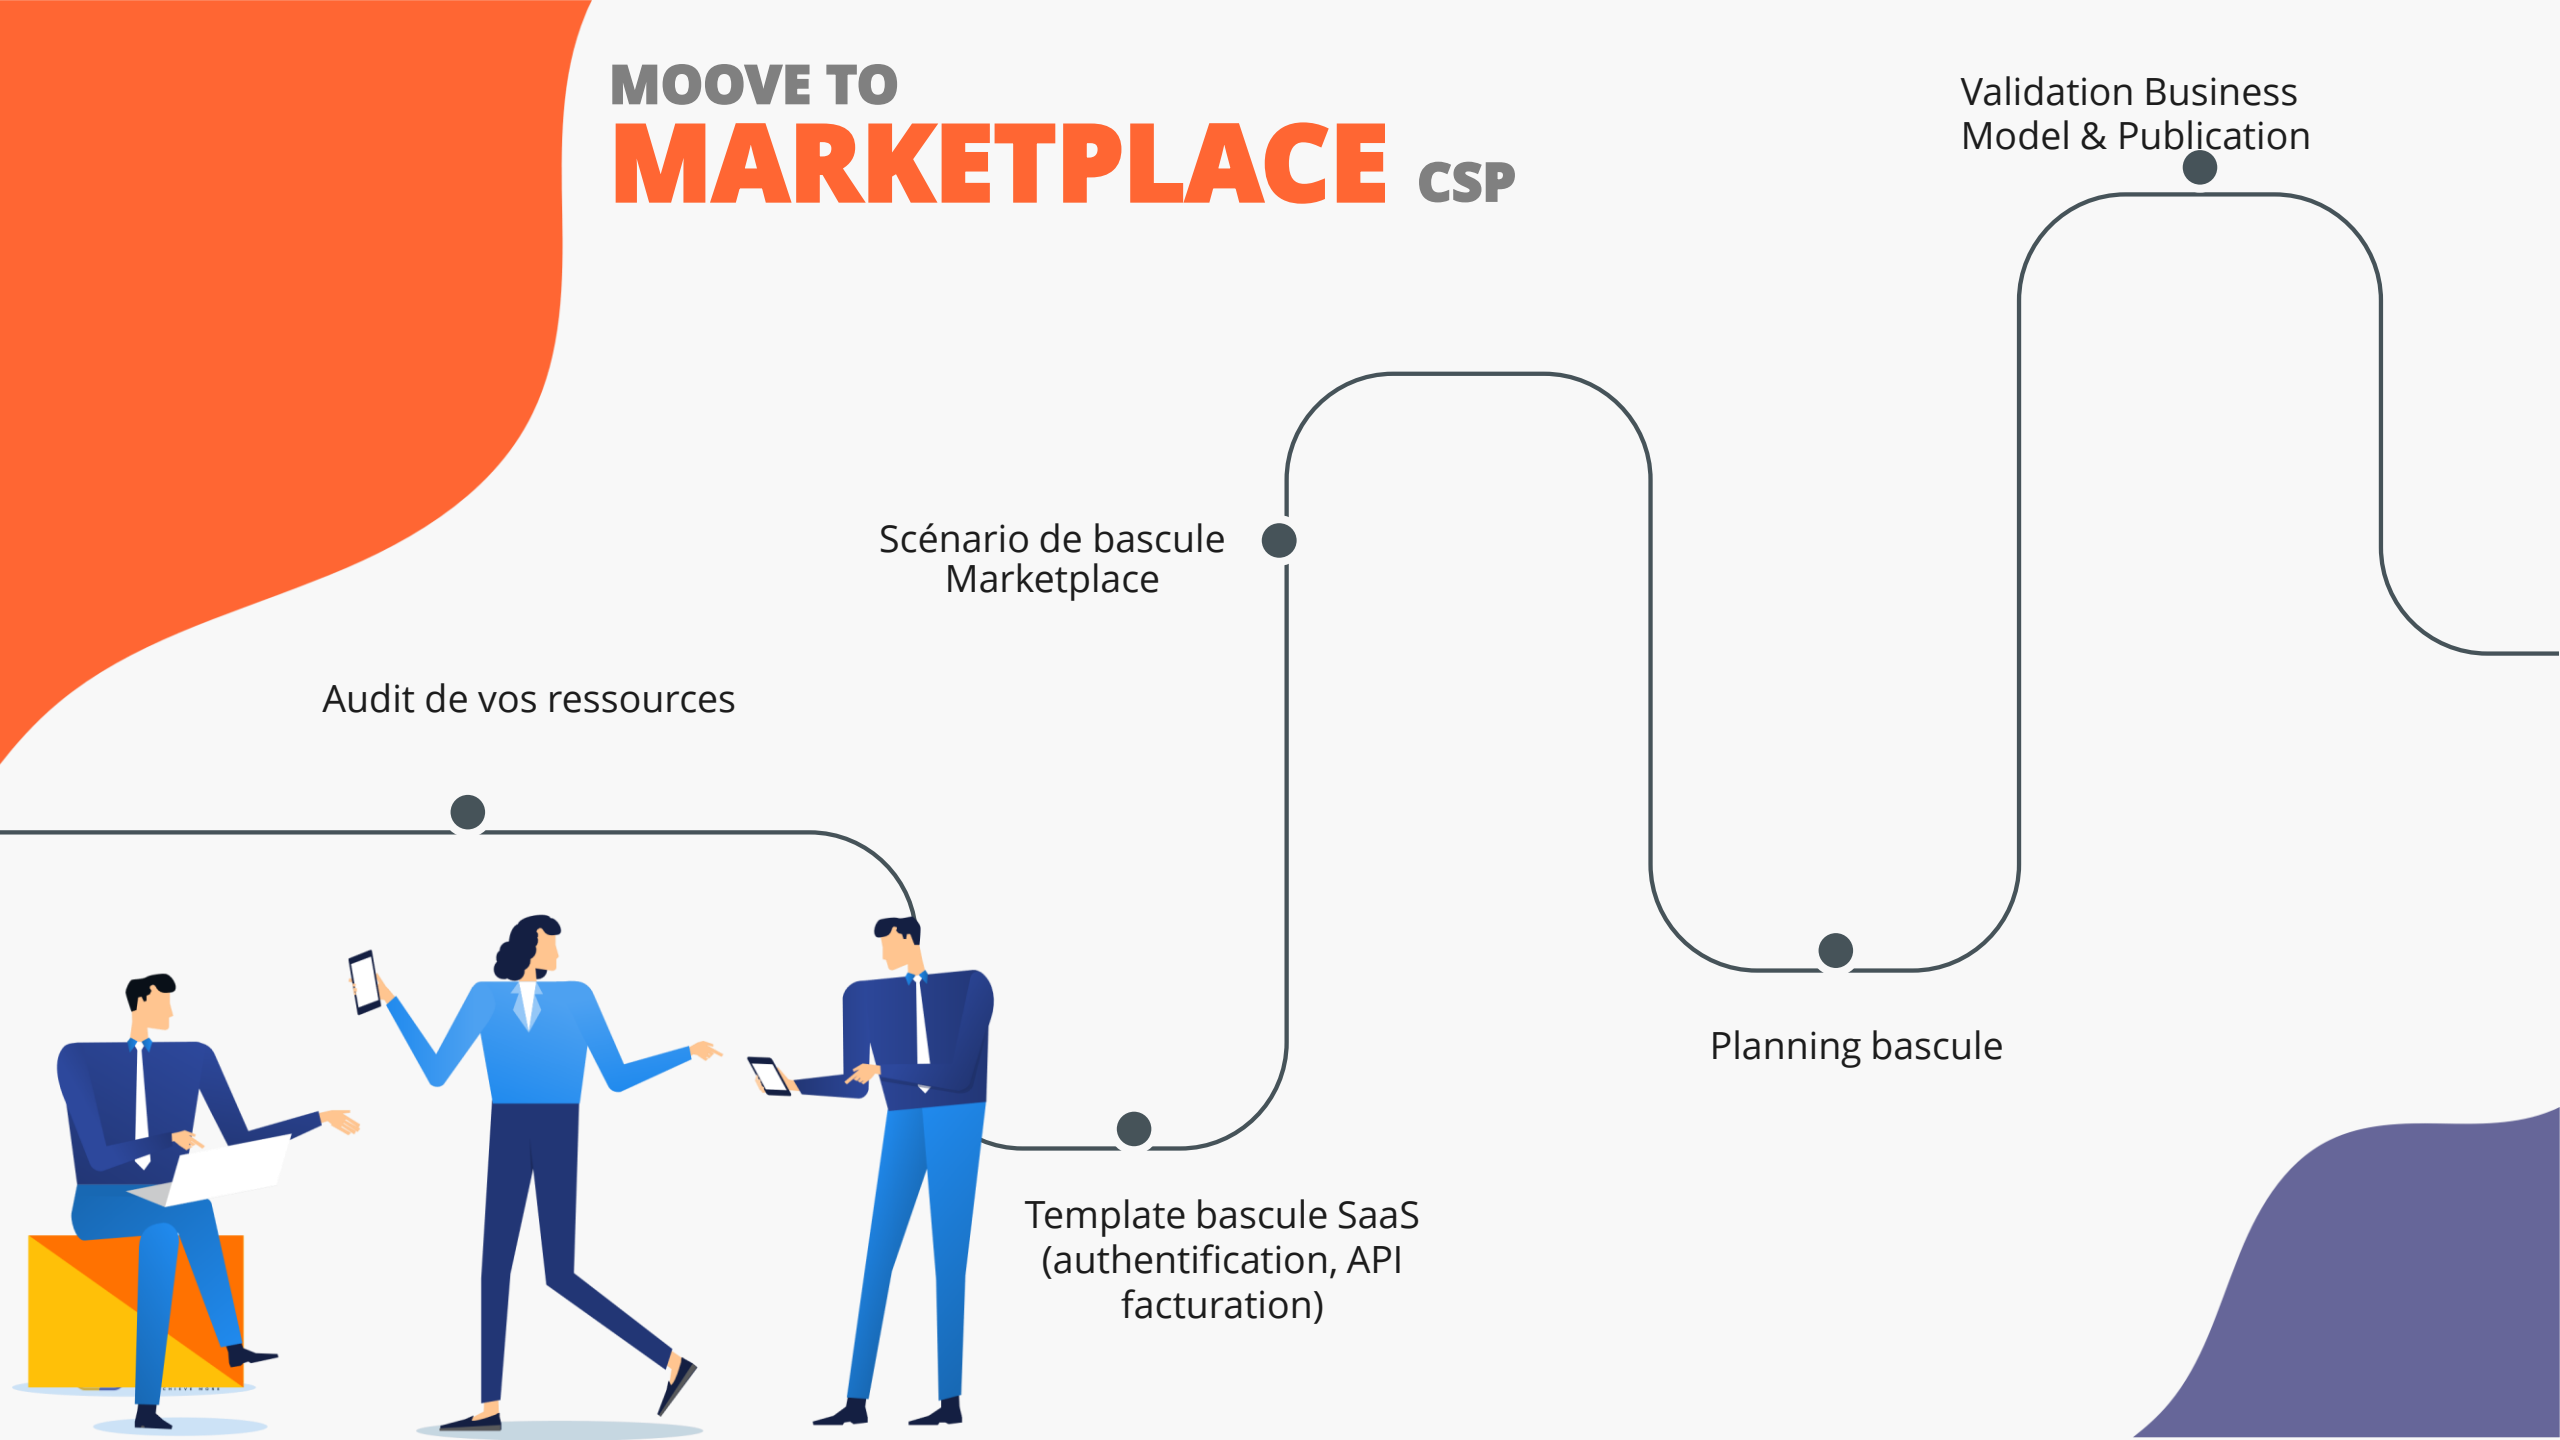 MOOVE TO
MARKETPLACE CSP
Validation Business
Model & Publication
Scénario de bascule
Marketplace
Audit de vos ressources
Planning bascule
Template bascule SaaS
(authentification, API
facturation)